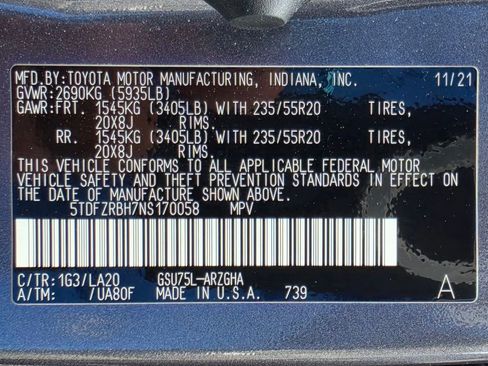 MFD.BY:TOYOTA MOTOR MANUFACTURING, INDIANA, INC. 11/21
GVWR:2690KG (5935LB)
GAWR:FRT. 1545KG (3405LB) WITH 235/55R20 TIRES,
20X8J RIMS.
RR. 1545KG (3405LB) WITH 235/55R20 TIRES,
20X8J RIMS.
THIS VEHICLE CONFORMS TO ALL APPLICABLE FEDERAL MOTOR
VEHICLE SAFETY AND THEFT PREVENTION STANDARDS IN EFFECT ON
THE DATE OF MANUFACTURE SHOWN ABOVE.
5TDFZRBH7NS170058 MPV
C/TR:1G3/LA20 GSU75L-ARZGHA
A/TM: /UA80F MADE IN U.S.A. 739 A